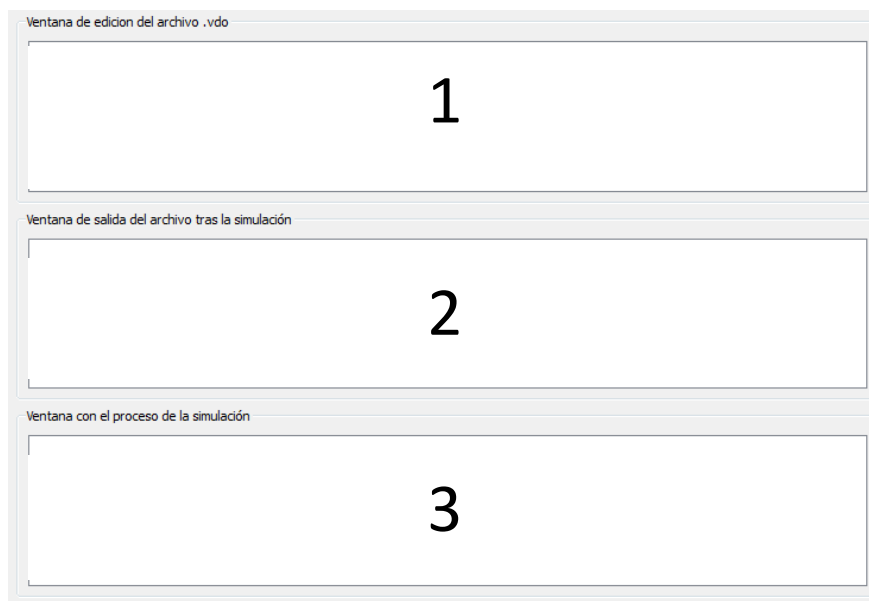 Ventana de edicion del archivo .vdo
1
Ventana de salida del archivo tras la simulación
2
Ventana con el proceso de la simulación
3